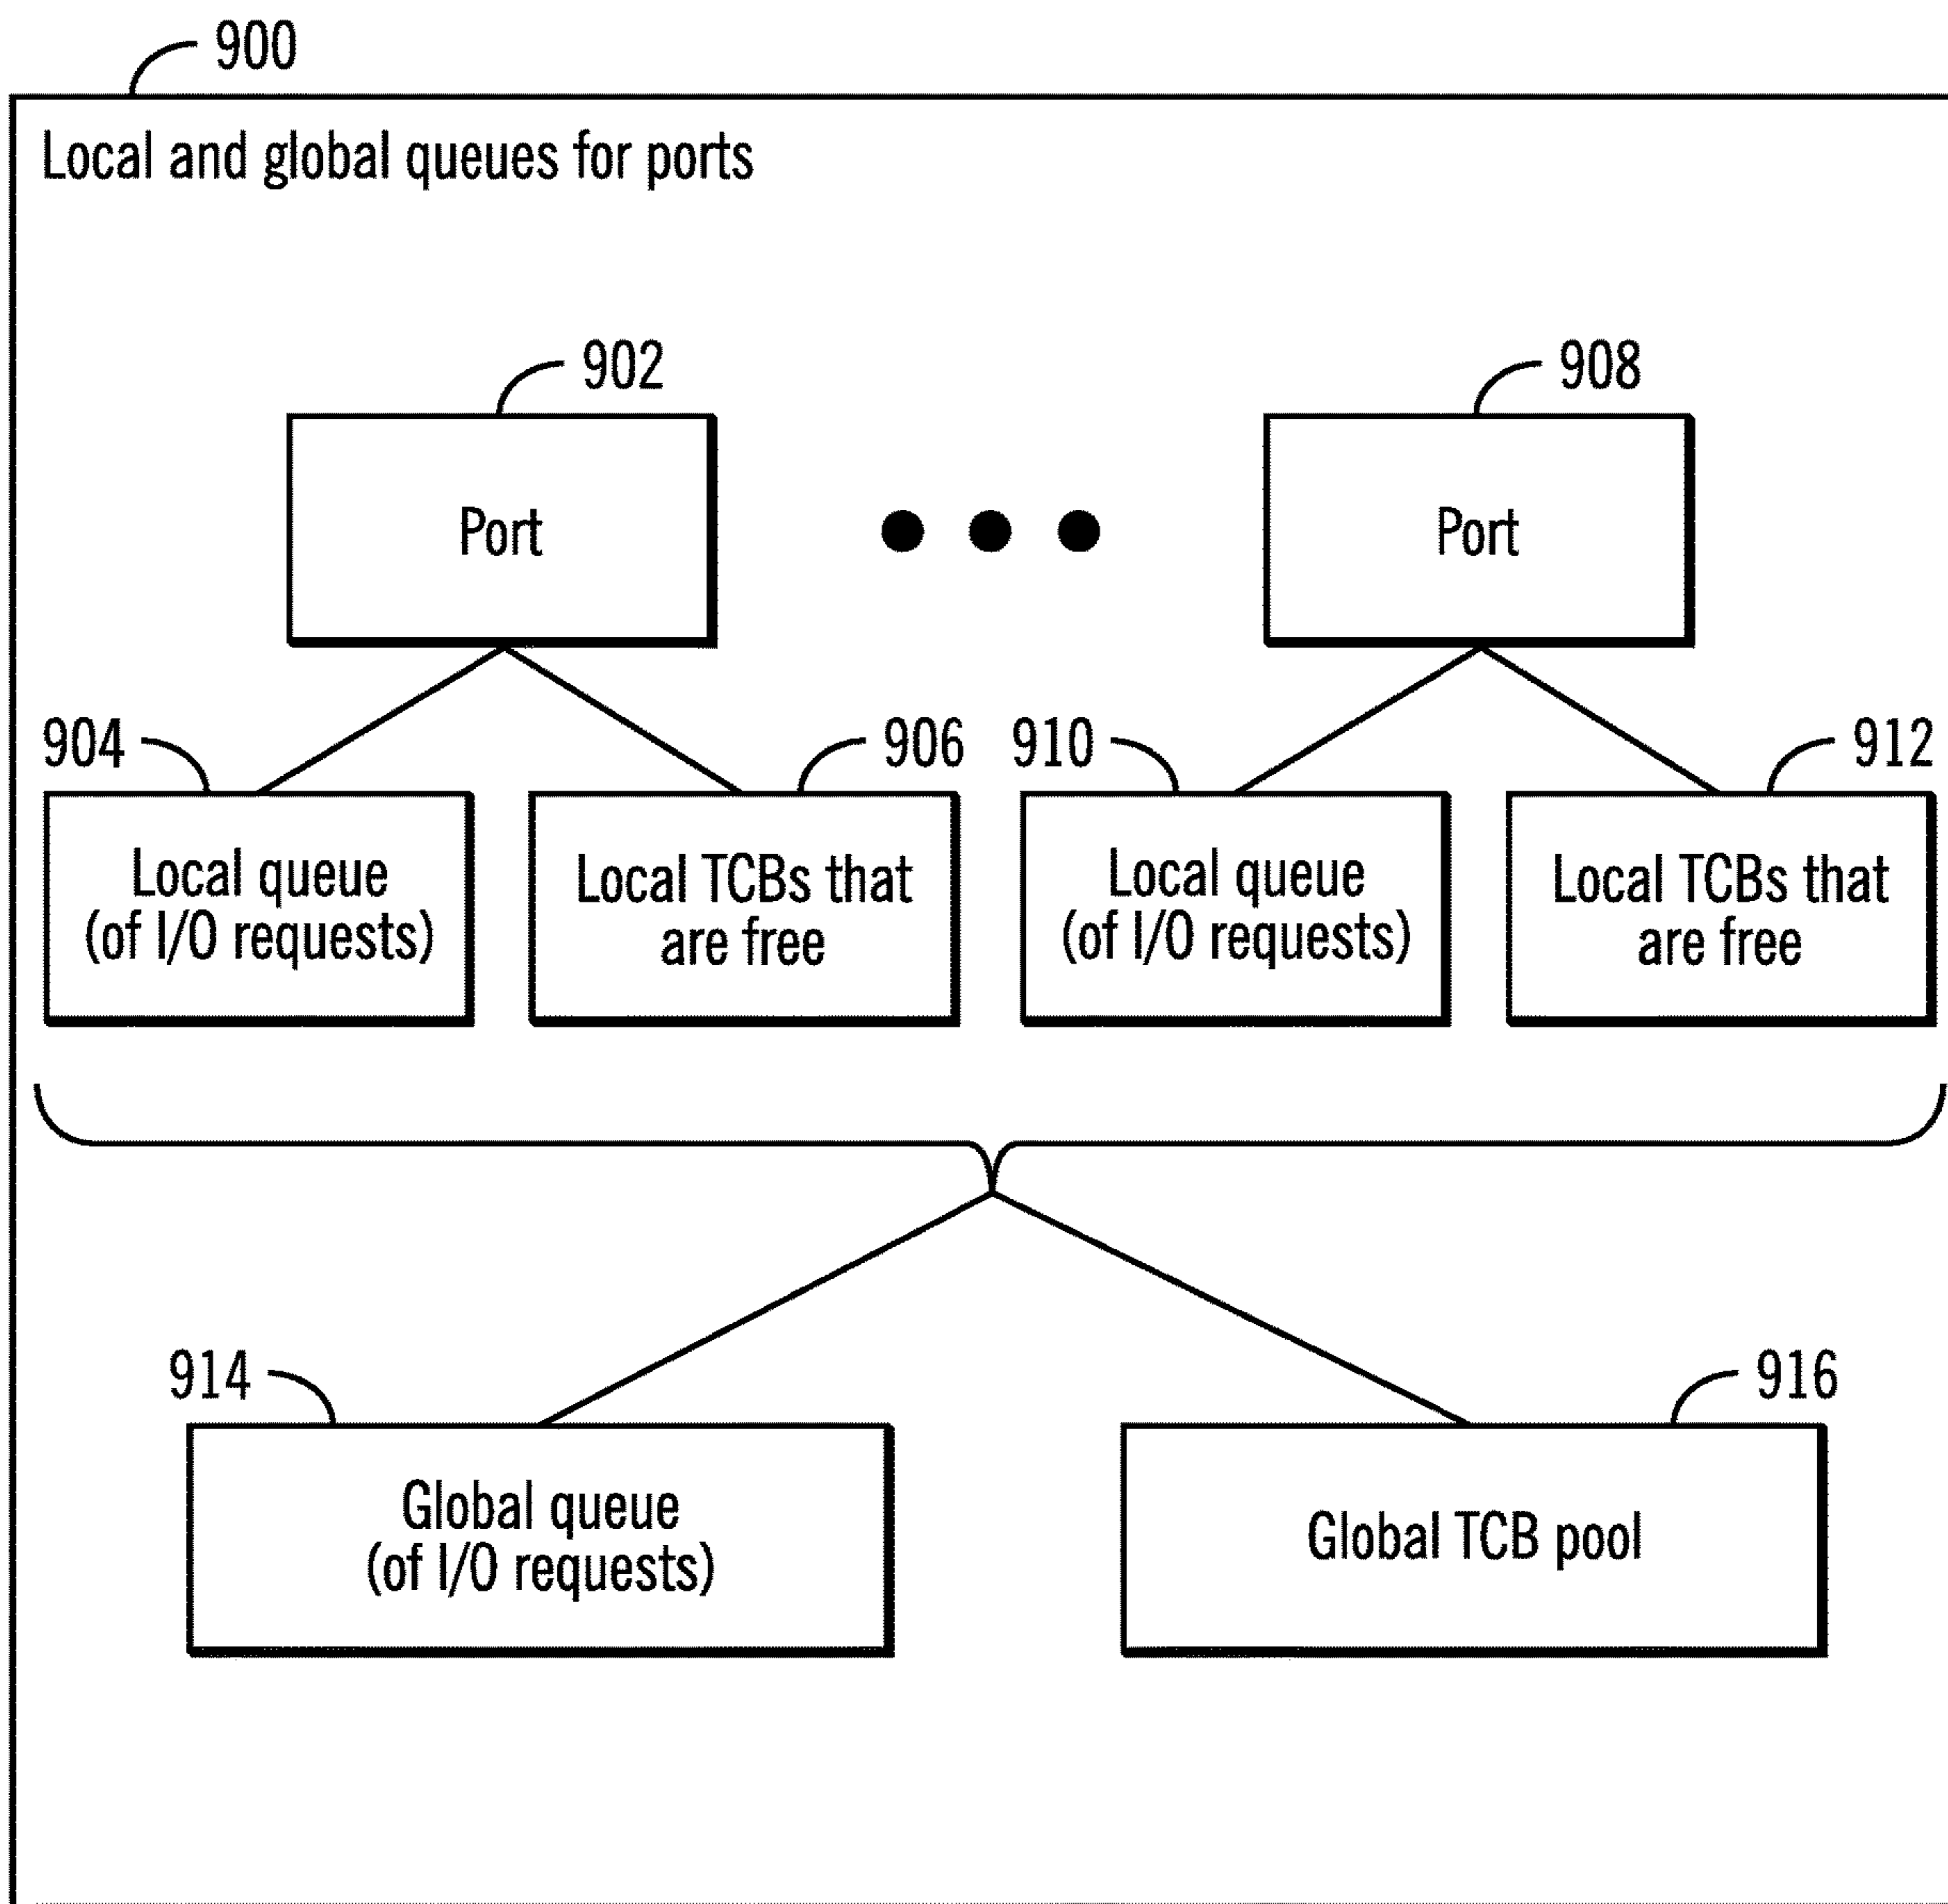 900
Local and global queues for ports
902
908
Port
Port
904
906
910
912
Local queue
(of I/O requests)
Local TCBs that
are free
Local queue
(of I/O requests)
Local TCBs that
are free
914
916
Global queue
(of I/O requests)
Global TCB pool